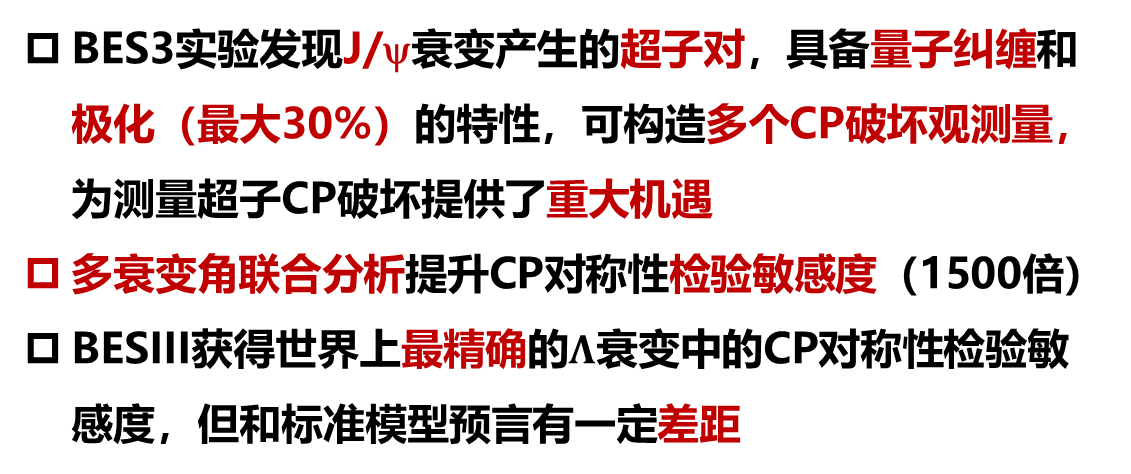 BES3实验发现J/ψ衰变产生的超子对，具备量子纠缠和
极化（最大30%）的特性，可构造多个CP破坏观测量，
为测量超子CP破坏提供了重大机遇
多衰变角联合分析提升CP对称性检验敏感度（1500倍）
BESIII获得世界上最精确的Λ衰变中的CP对称性检验敏
感度，但和标准模型预言有一定差距